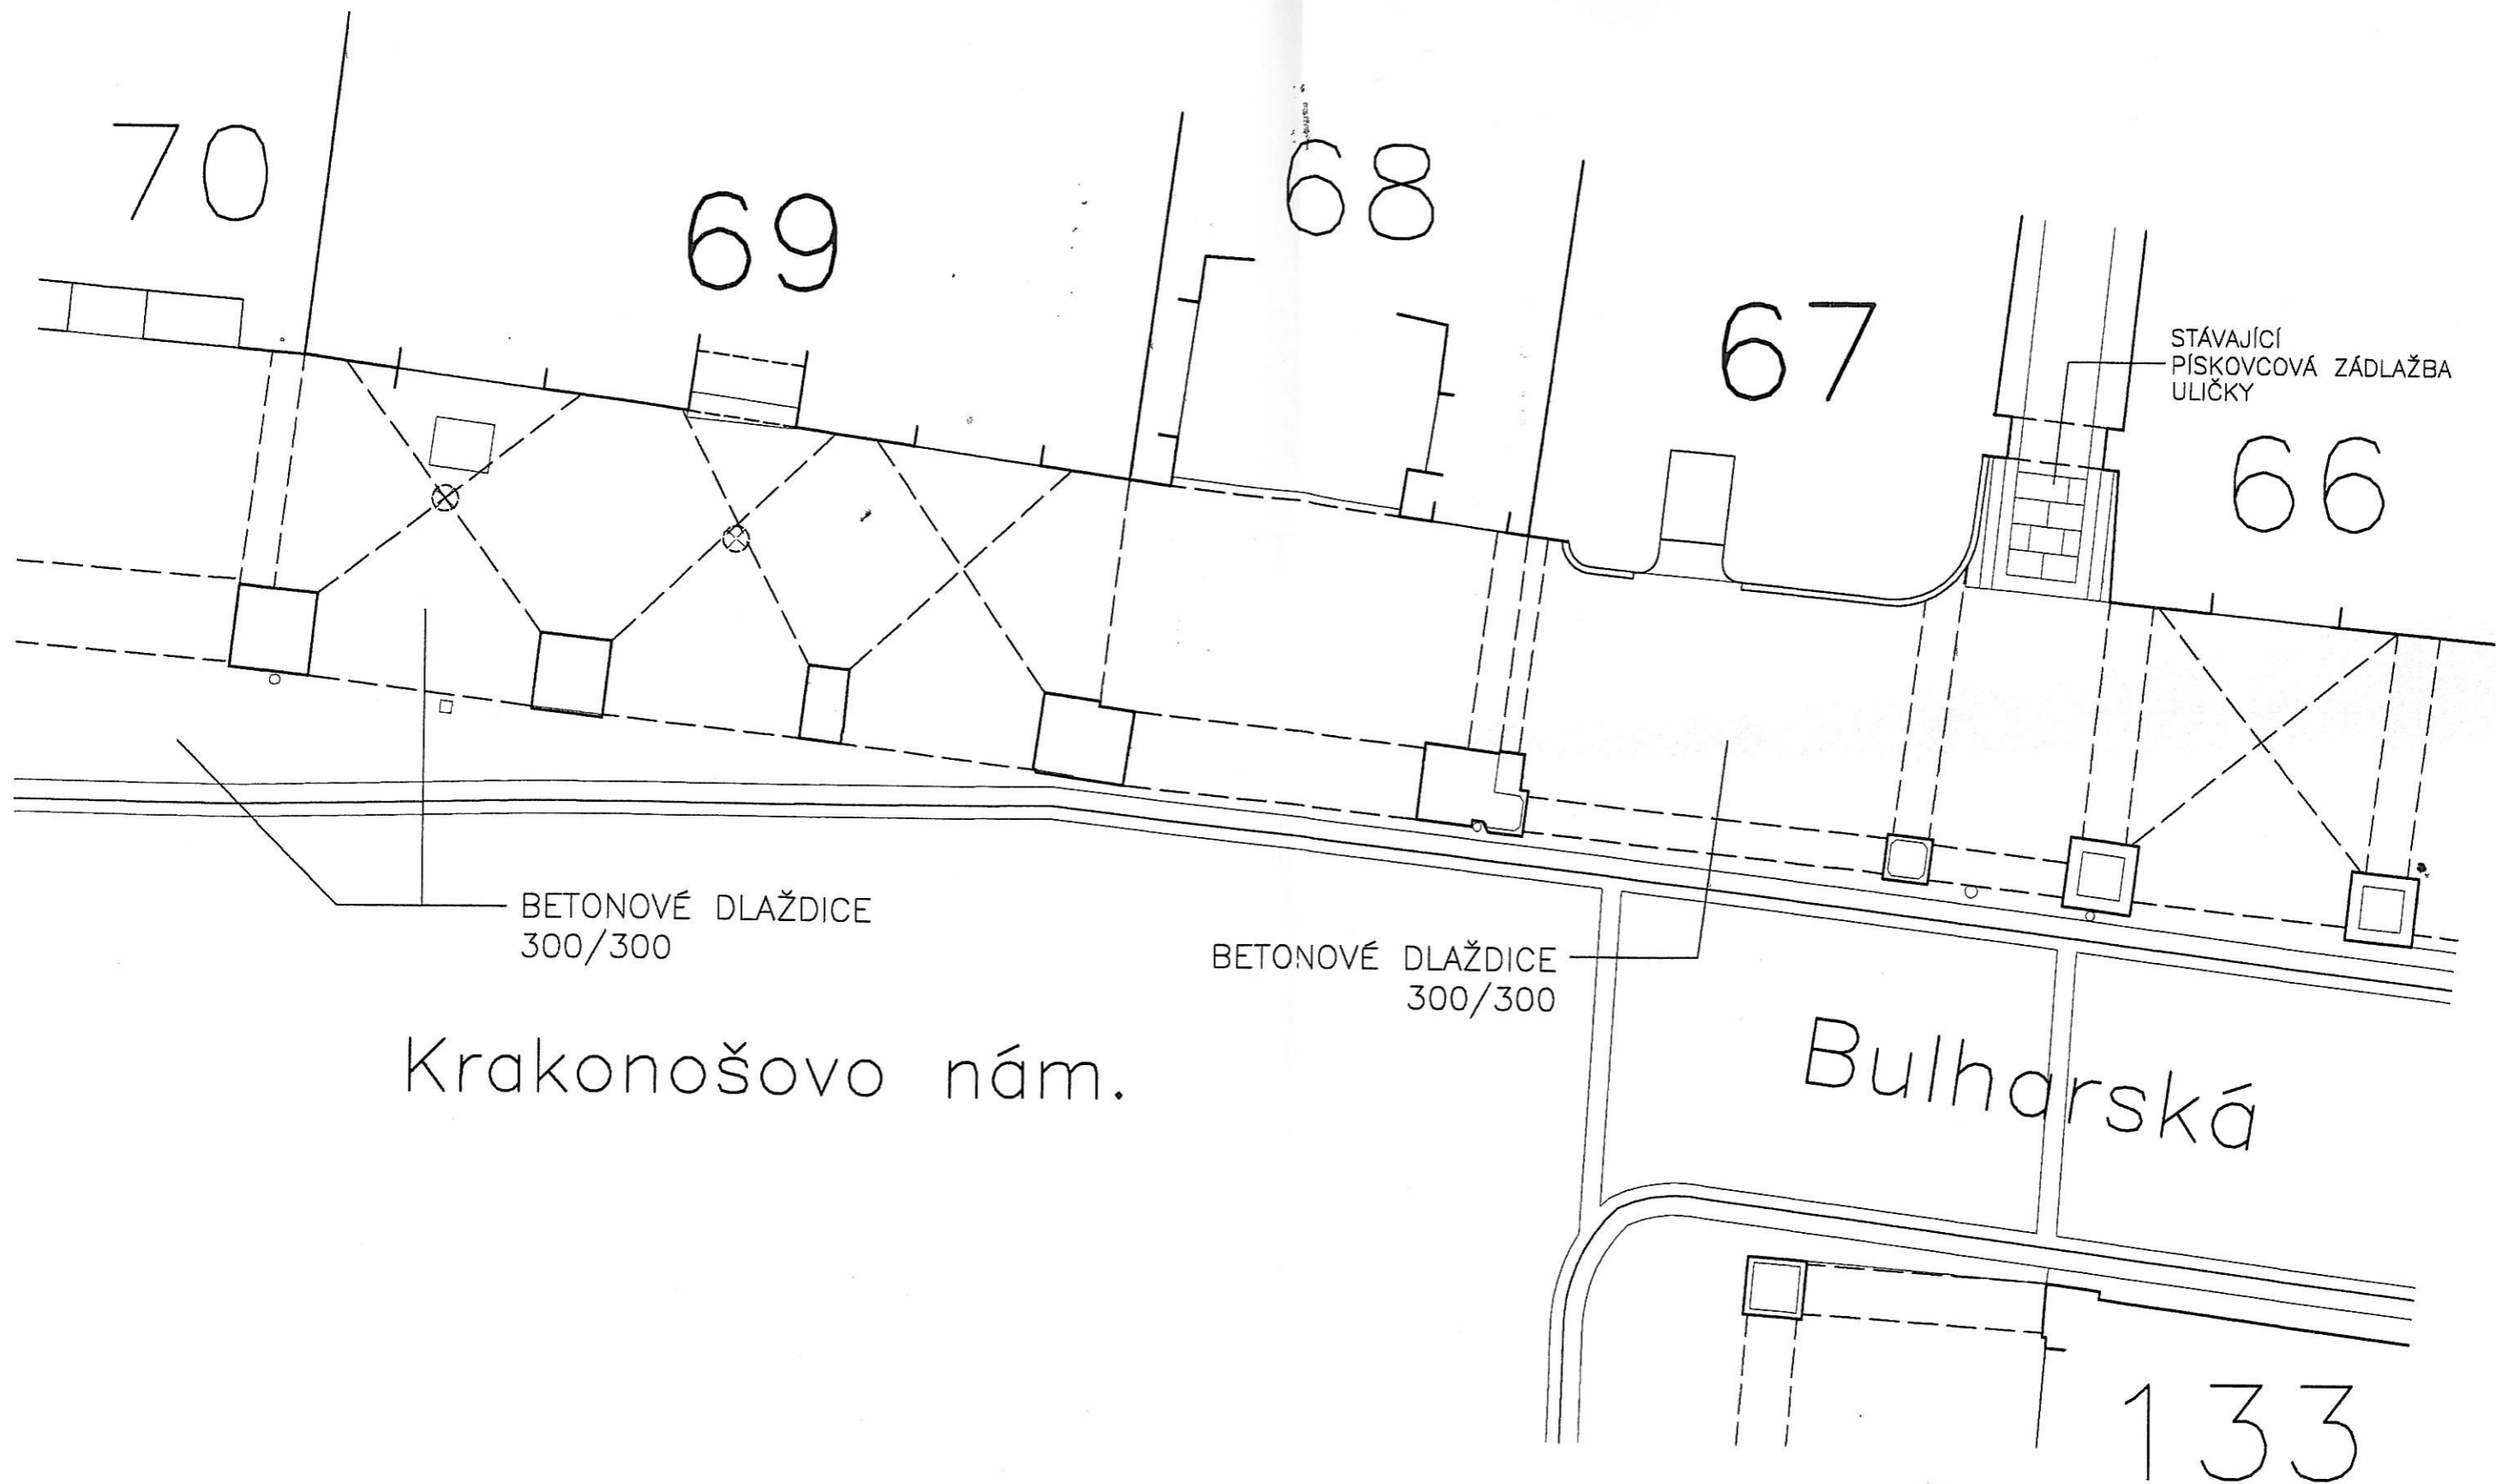 70
69
68
67
66
STÁVAJÍCÍ
PÍSKOVCOVÁ ZÁDLAŽBA
ULIČKY
BETONOVÉ DLAŽDICE
300/300
BETONOVÉ DLAŽDICE
300/300
Krakonošovo nám.
Bulharská
133